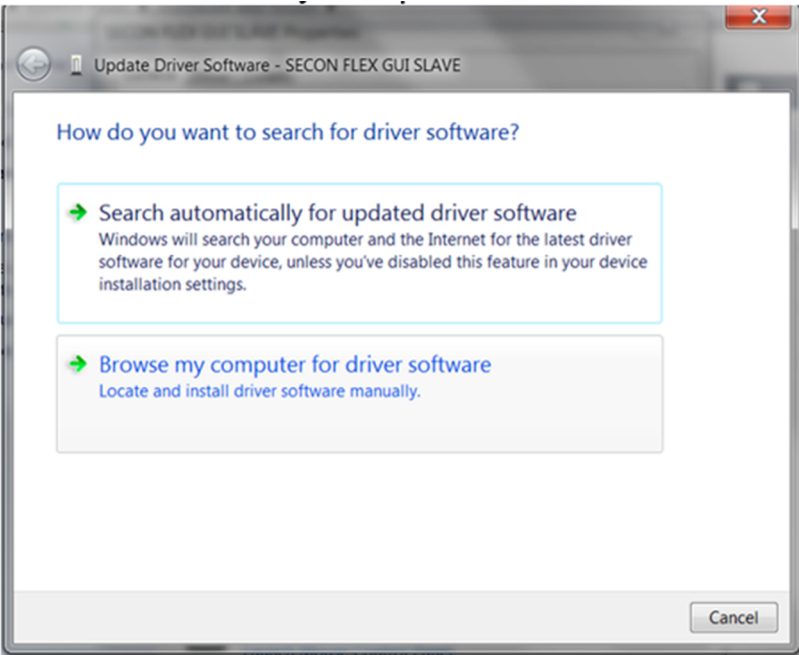 Update Driver Software - SECON FLEX GUI SLAVE
How do you want to search for driver software?
Search automatically for updated driver software
Windows will search your computer and the Internet for the latest driver
software for your device, unless you've disabled this feature in your device
installation settings.
Browse my computer for driver software
Locate and install driver software manually.
Cancel